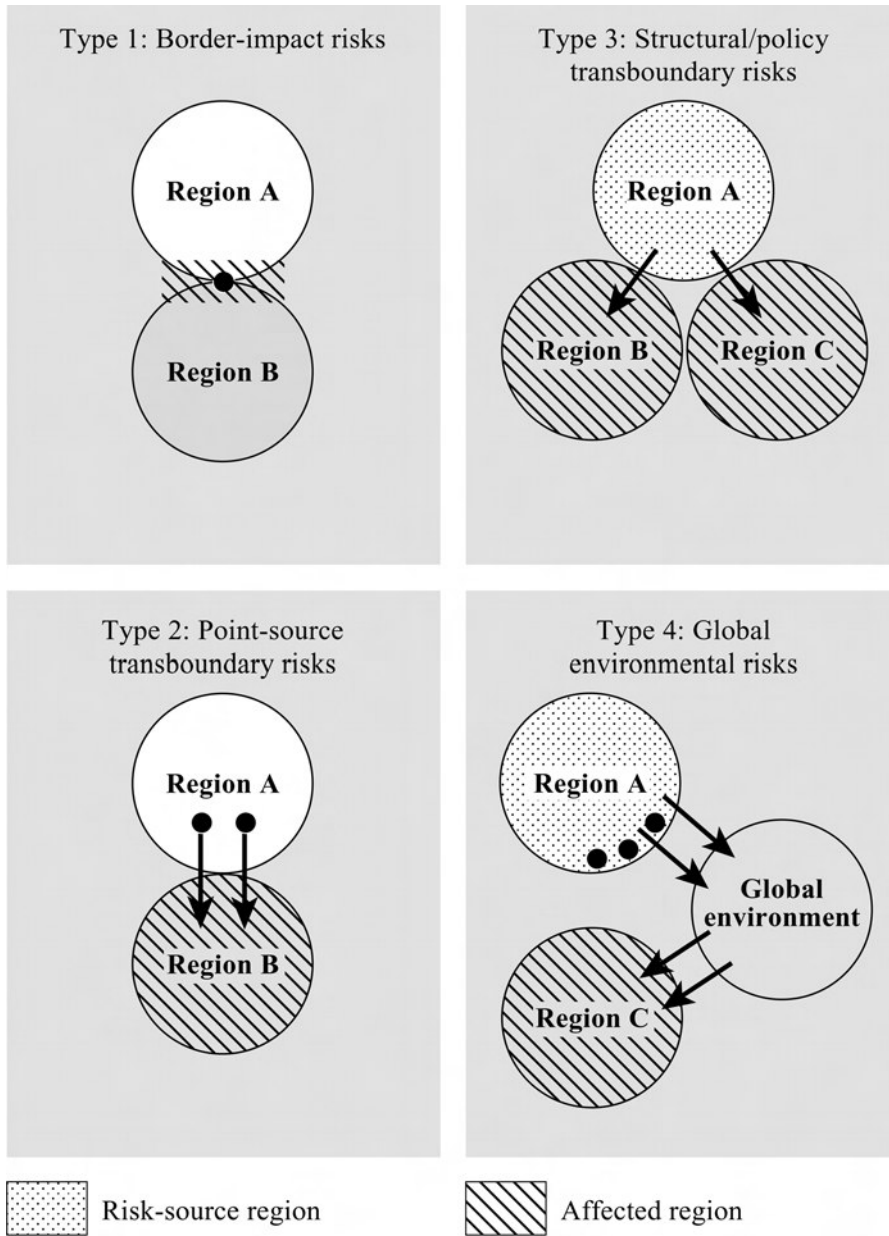 Type 1: Border-impact risks
Region A
Region B
Type 3: Structural/policy
transboundary risks
Region A
Region B
Region C
Type 2: Point-source
transboundary risks
Region A
Region B
Type 4: Global
environmental risks
Region A
Global
environment
Region C
Risk-source region
Affected region